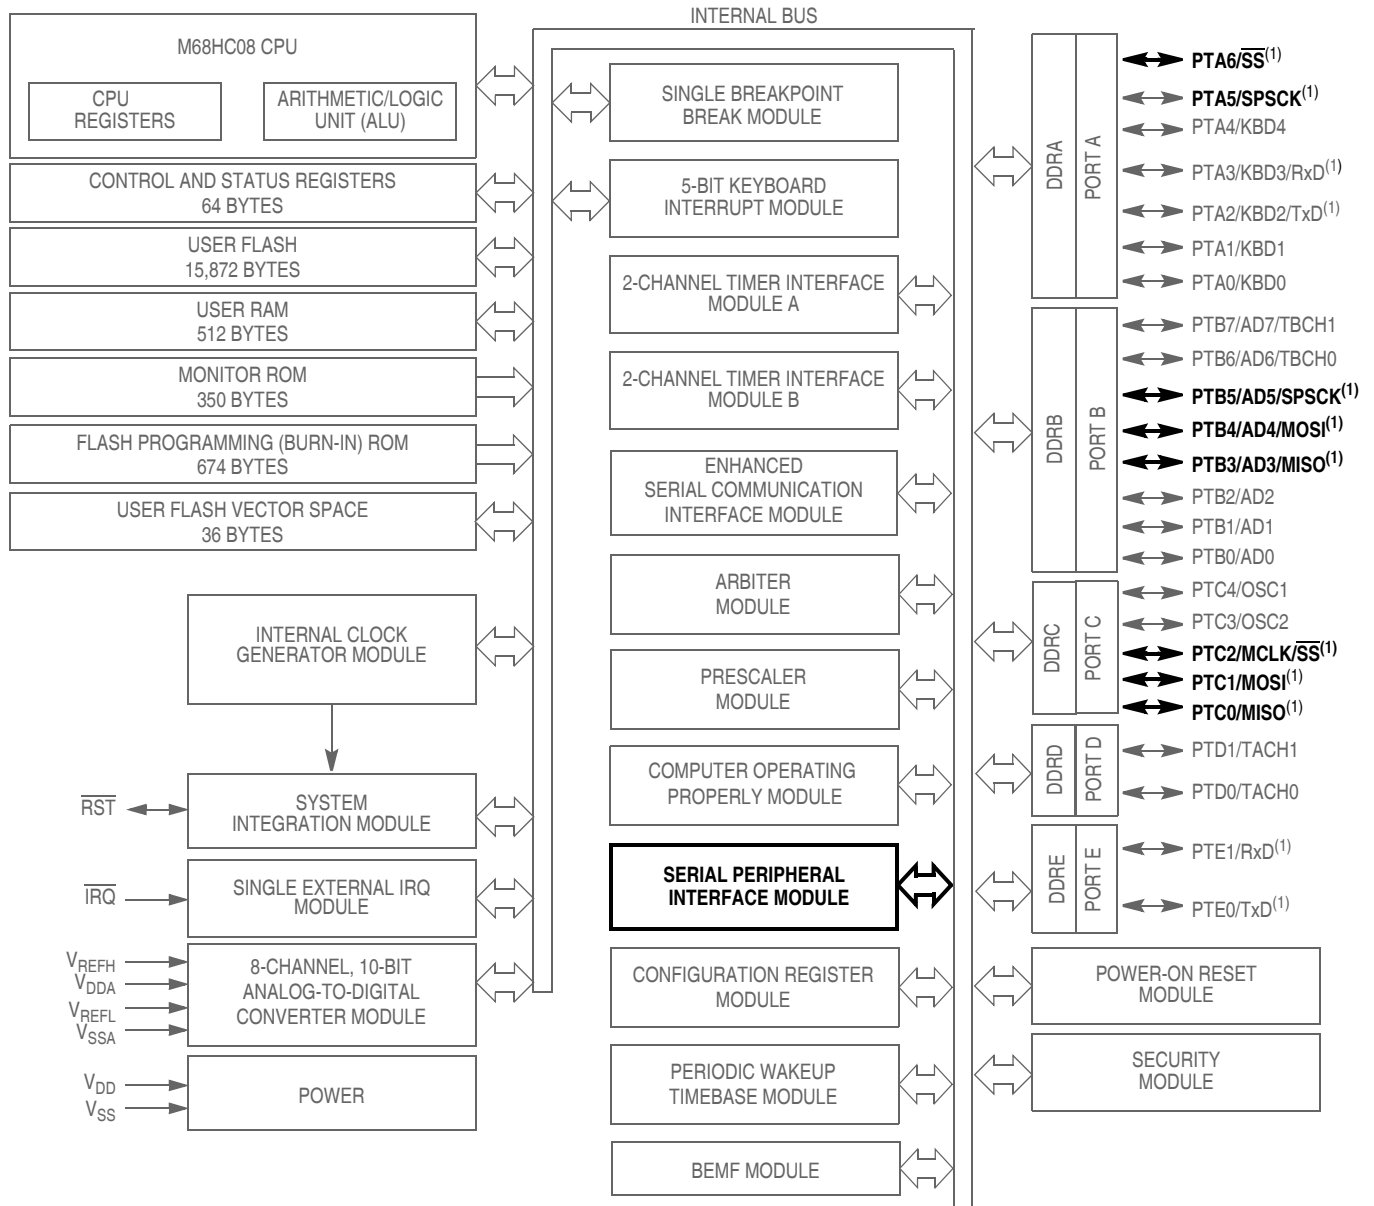 INTERNAL BUS
M68HC08 CPU
CPU
REGISTERS
ARITHMETIC/LOGIC
UNIT (ALU)
CONTROL AND STATUS REGISTERS
64 BYTES
USER FLASH
15,872 BYTES
USER RAM
512 BYTES
MONITOR ROM
350 BYTES
FLASH PROGRAMMING (BURN-IN) ROM
674 BYTES
USER FLASH VECTOR SPACE
36 BYTES
INTERNAL CLOCK
GENERATOR MODULE
RST
SYSTEM
INTEGRATION MODULE
IRQ
SINGLE EXTERNAL IRQ
MODULE
VREFH
VDDA
VREFL
VSSA
8-CHANNEL, 10-BIT
ANALOG-TO-DIGITAL
CONVERTER MODULE
VDD
VSS
POWER
SINGLE BREAKPOINT
BREAK MODULE
5-BIT KEYBOARD
INTERRUPT MODULE
2-CHANNEL TIMER INTERFACE
MODULE A
2-CHANNEL TIMER INTERFACE
MODULE B
ENHANCED
SERIAL COMMUNICATION
INTERFACE MODULE
ARBITER
MODULE
PRESCALER
MODULE
COMPUTER OPERATING
PROPERLY MODULE
SERIAL PERIPHERAL
INTERFACE MODULE
CONFIGURATION REGISTER
MODULE
PERIODIC WAKEUP
TIMEBASE MODULE
BEMF MODULE
DDRA
PORT A
PTA6/SS(1)
PTA5/SPSCK(1)
PTA4/KBD4
PTA3/KBD3/RxD(1)
PTA2/KBD2/TxD(1)
PTA1/KBD1
PTA0/KBD0
DDRB
PORT B
PTB7/AD7/TBCH1
PTB6/AD6/TBCH0
PTB5/AD5/SPSCK(1)
PTB4/AD4/MOSI(1)
PTB3/AD3/MISO(1)
PTB2/AD2
PTB1/AD1
PTB0/AD0
DDRC
PORT C
PTC4/OSC1
PTC3/OSC2
PTC2/MCLK/SS(1)
PTC1/MOSI(1)
PTC0/MISO(1)
DDRD
PORT D
PTD1/TACH1
PTD0/TACH0
DDRE
PORT E
PTE1/RxD(1)
PTE0/TxD(1)
POWER-ON RESET
MODULE
SECURITY
MODULE